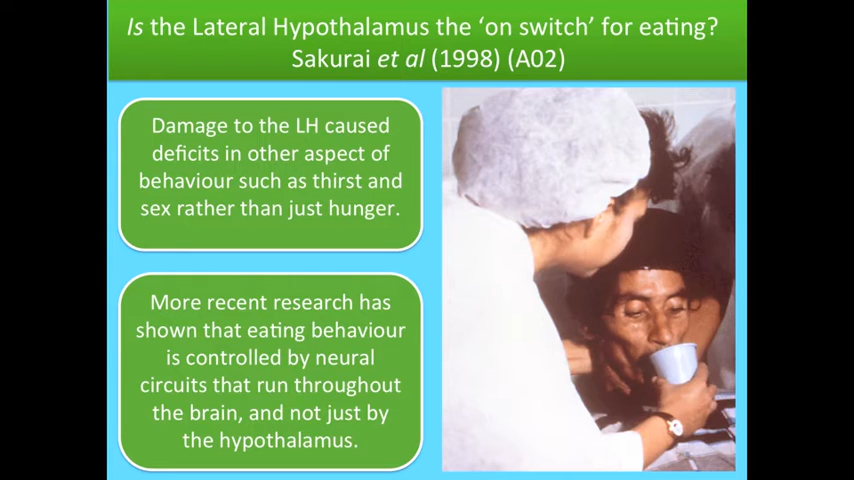 Is the Lateral Hypothalamus the ‘on switch’ for eating?
Sakurai et al (1998) (A02)
Damage to the LH caused
deficits in other aspect of
behaviour such as thirst and
sex rather than just hunger.
More recent research has
shown that eating behaviour
is controlled by neural
circuits that run throughout
the brain, and not just by
the hypothalamus.